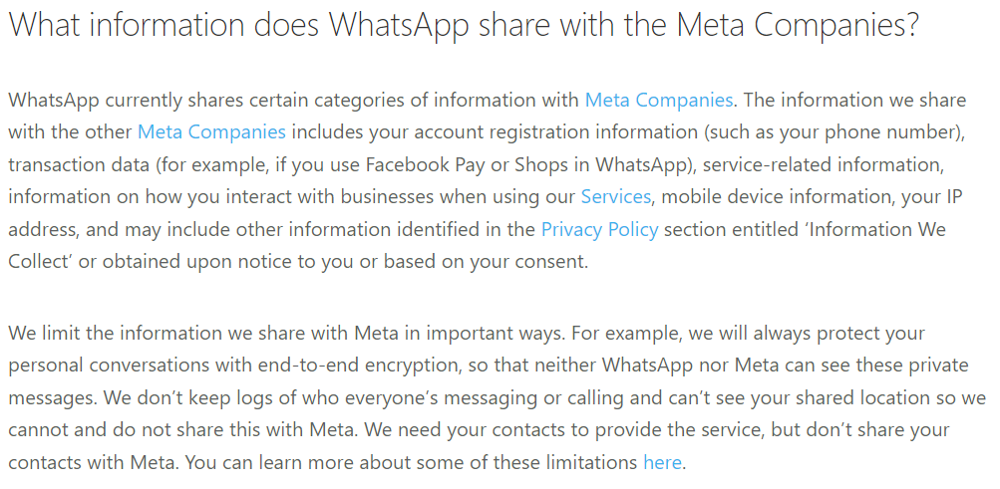 What information does WhatsApp share with the Meta Companies?
WhatsApp currently shares certain categories of information with Meta Companies. The information we share
with the other Meta Companies includes your account registration information (such as your phone number),
transaction data (for example, if you use Facebook Pay or Shops in WhatsApp), service-related information,
information on how you interact with businesses when using our Services, mobile device information, your IP
address, and may include other information identified in the Privacy Policy section entitled ‘Information We
Collect’ or obtained upon notice to you or based on your consent.
We limit the information we share with Meta in important ways. For example, we will always protect your
personal conversations with end-to-end encryption, so that neither WhatsApp nor Meta can see these private
messages. We don’t keep logs of who everyone’s messaging or calling and can’t see your shared location so we
cannot and do not share this with Meta. We need your contacts to provide the service, but don’t share your
contacts with Meta. You can learn more about some of these limitations here.